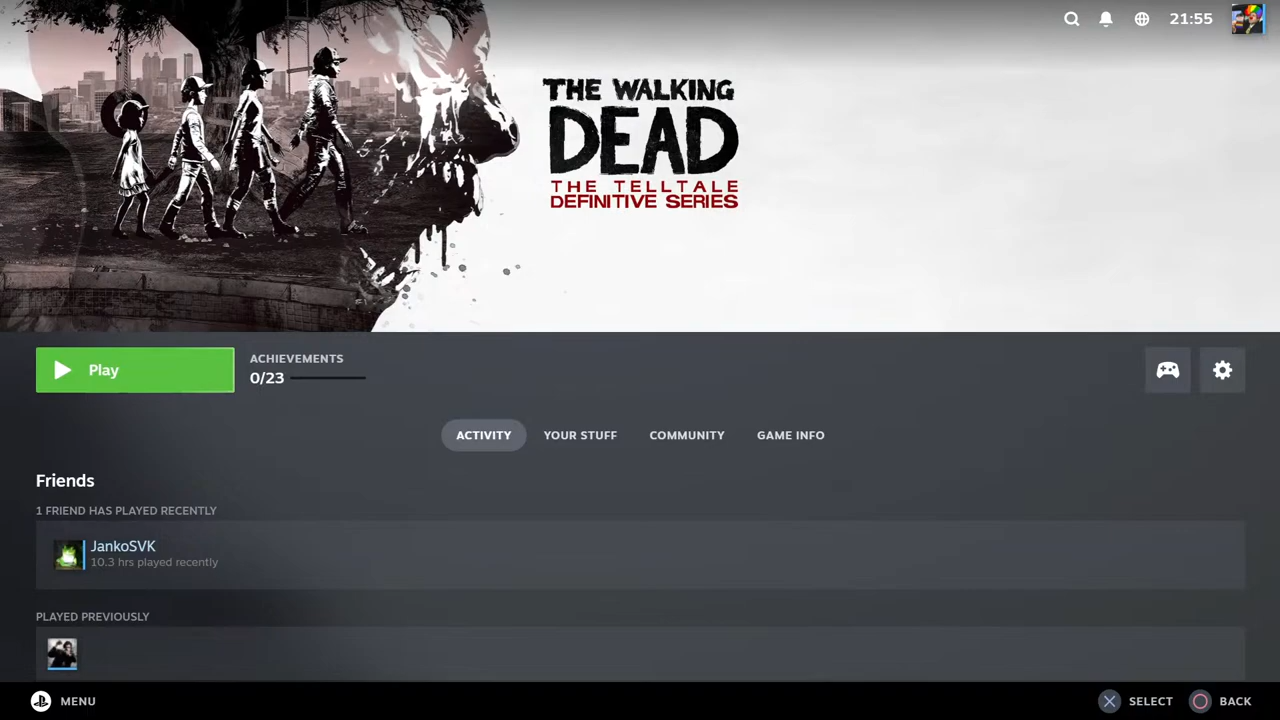 21:55
THE WALKING
DEAD
THE TELLTALE
DEFINITIVE SERIES
Play
ACHIEVEMENTS
0/23
ACTIVITY
YOUR STUFF
COMMUNITY
GAME INFO
Friends
1 FRIEND HAS PLAYED RECENTLY
JankoSVK
10.3 hrs played recently
PLAYED PREVIOUSLY
MENU
SELECT
BACK